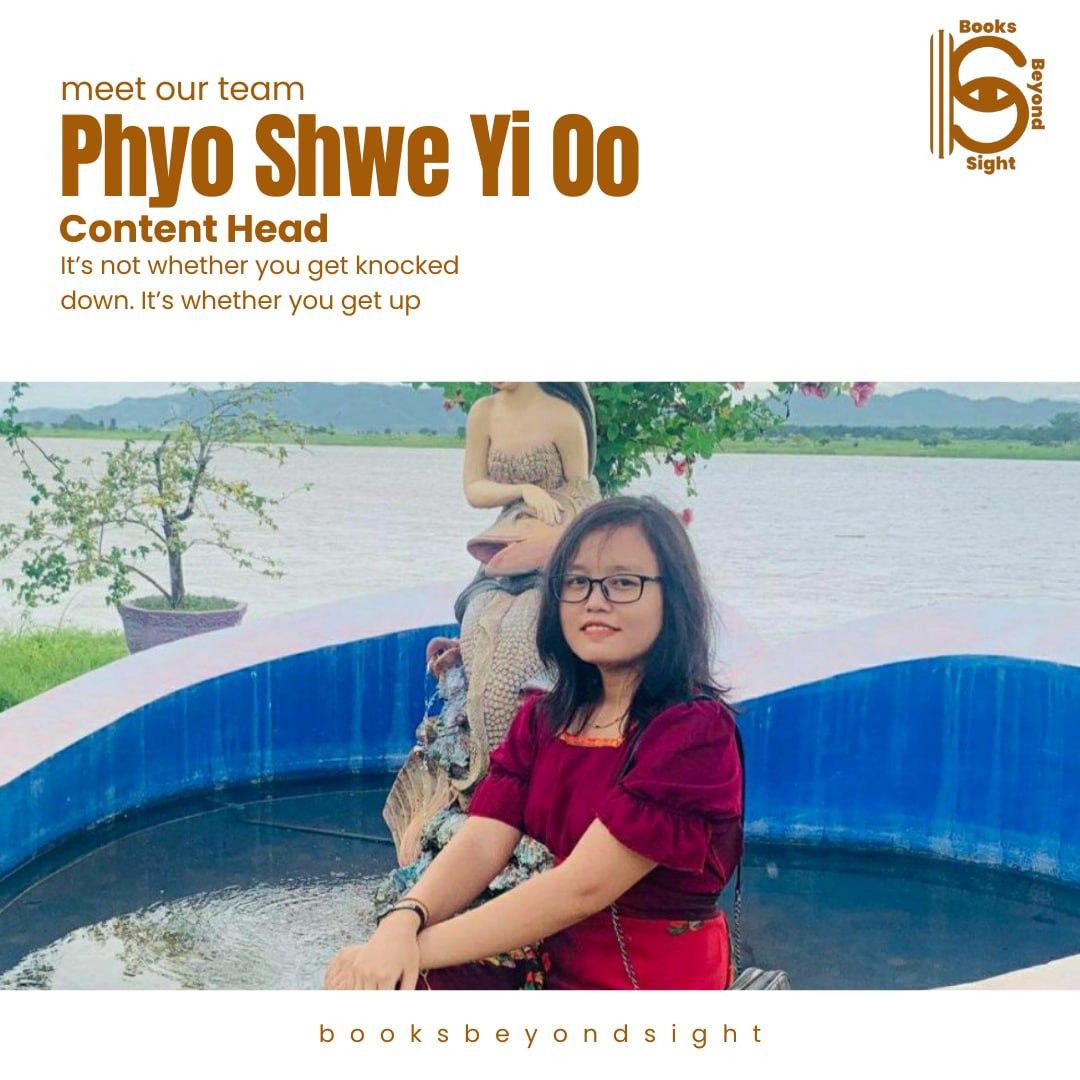 meet our team
Phyo Shwe Yi Oo
Content Head
It’s not whether you get knocked
down. It’s whether you get up
Books
Beyond
Sight
booksbeyondsight